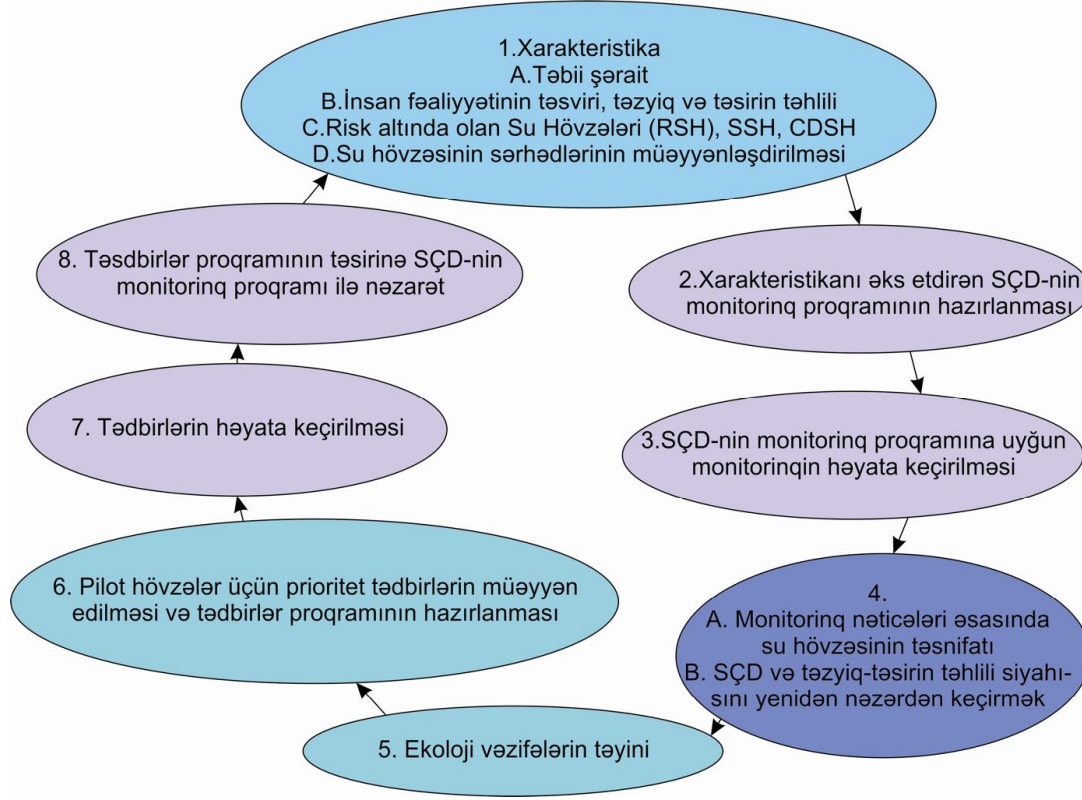 1.Xarakteristika
A.Təbii şərait
B.İnsan fəaliyyətinin təsviri, təzyiq və təsirin təhlili
C.Risk altında olan Su Hövzələri (RSH), SSH, CDSH
D.Su hövzəsinin sərhədlərinin müəyyənləşdirilməsi
2.Xarakteristikanı əks etdirən SÇD-nin
monitorinq proqramının hazırlanması
3.SÇD-nin monitorinq proqramına uyğun
monitorinqin həyata keçirilməsi
4.
A. Monitorinq nəticələri əsasında
su hövzəsinin təsnifatı
B. SÇD və təzyiq-təsirin təhlili siyahı-
sını yenidən nəzərdən keçirmək
5. Ekoloji vəzifələrin təyini
6. Pilot hövzələr üçün prioritet tədbirlərin müəyyən
edilməsi və tədbirlər proqramının hazırlanması
7. Tədbirlərin həyata keçirilməsi
8. Təsdbirlər proqramının təsirinə SÇD-nin
monitorinq proqramı ilə nəzarət